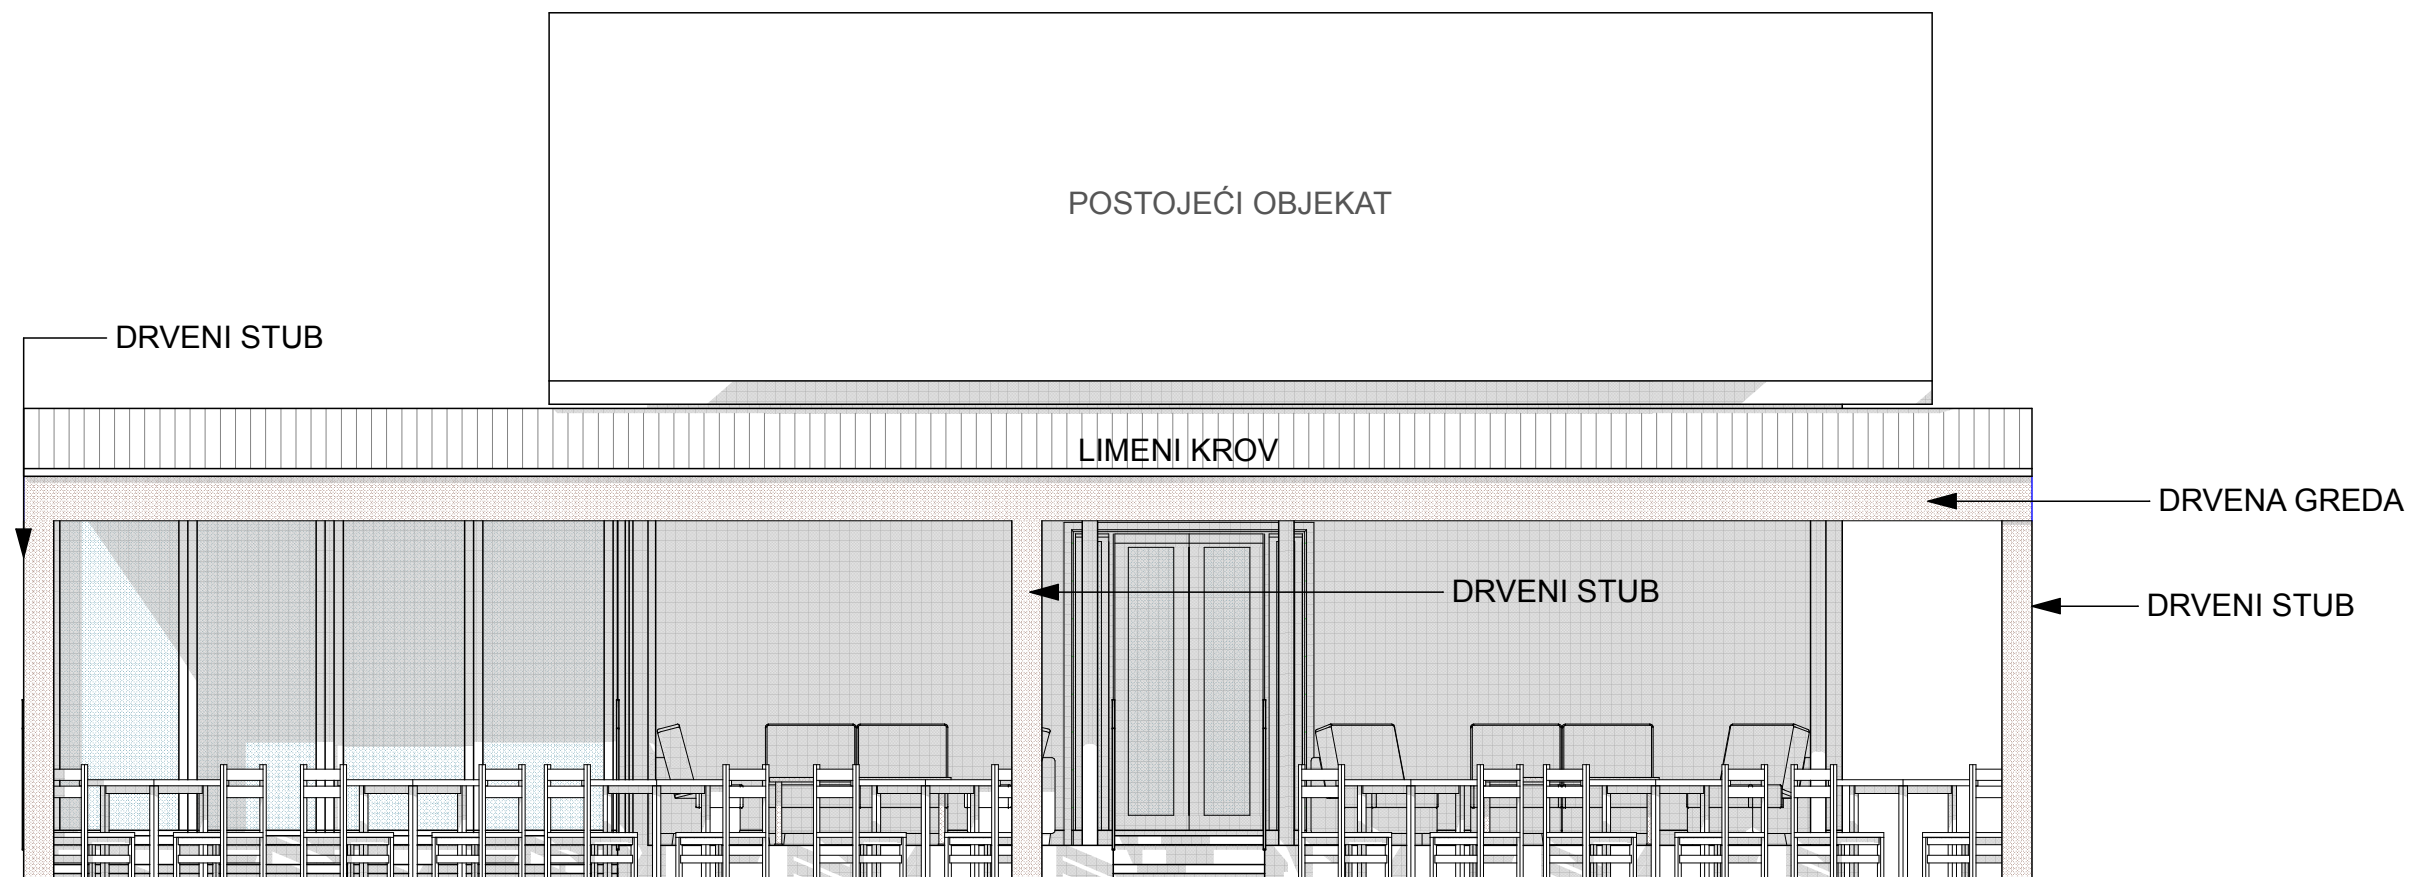 POSTOJEĆI OBJEKAT
DRVENI STUB
LIMENI KROV
DRVENA GREDA
DRVENI STUB
DRVENI STUB